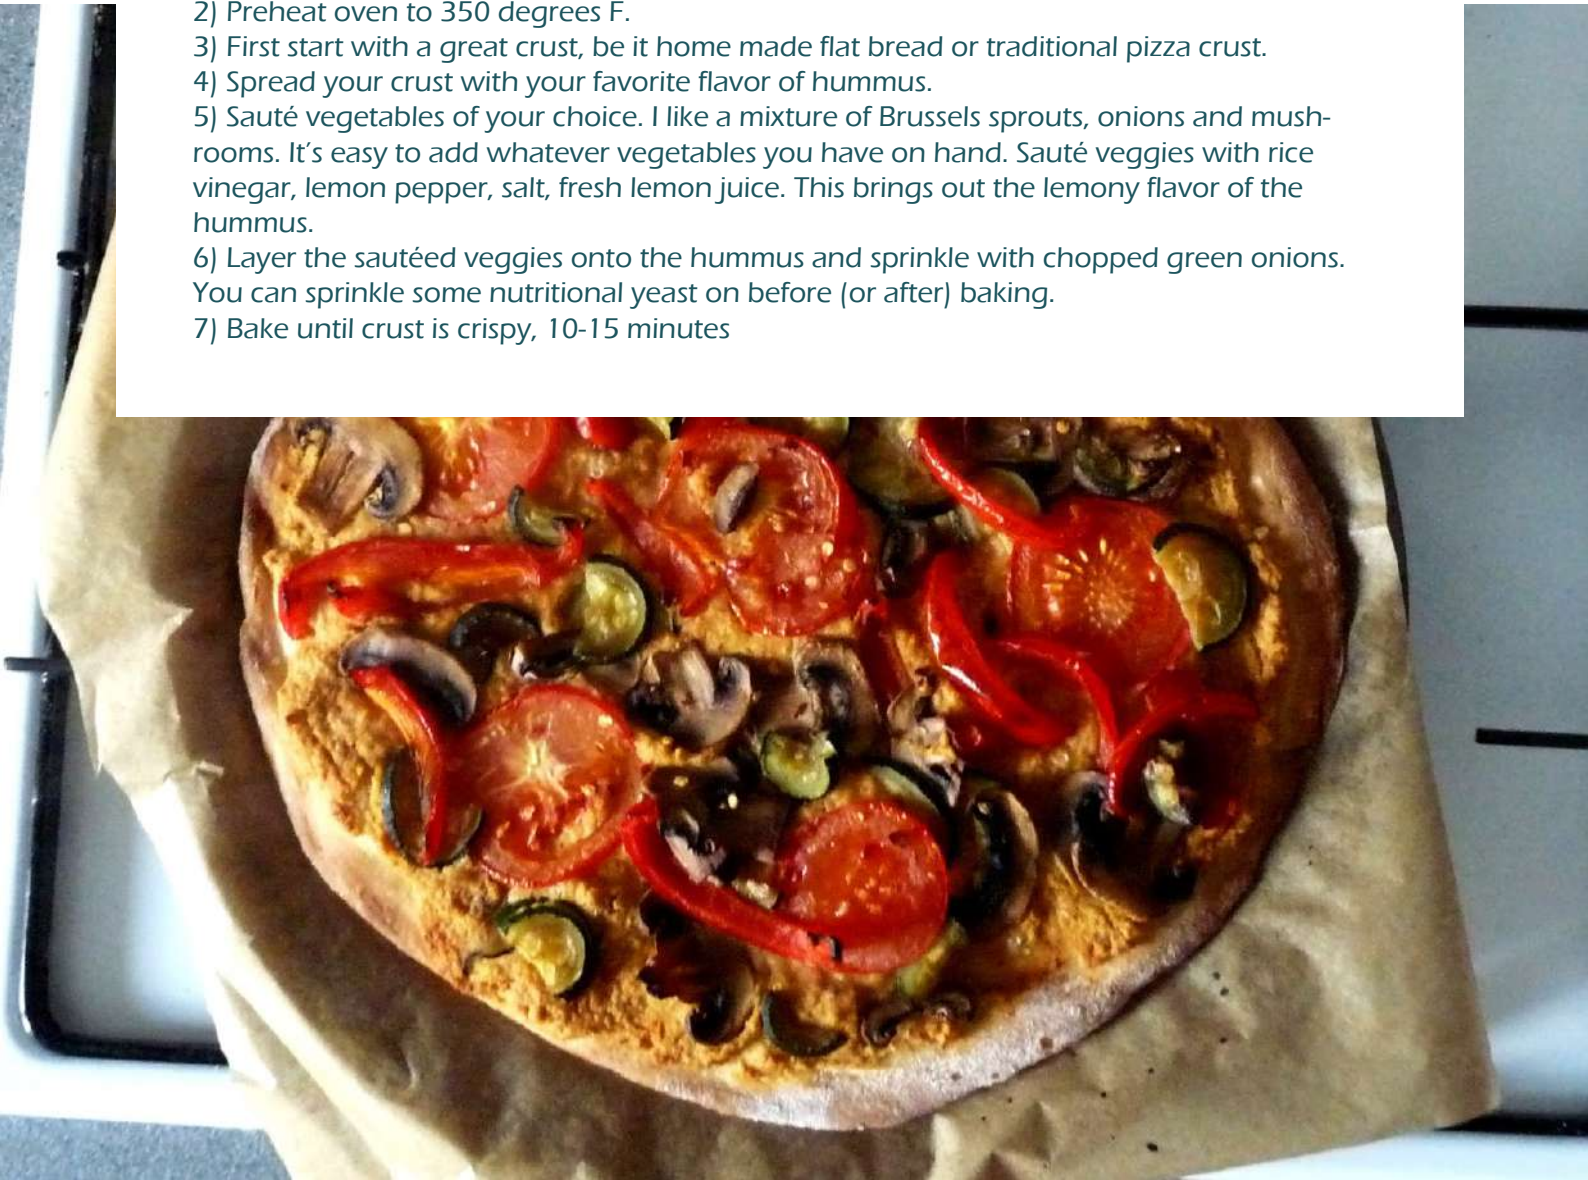 2) Preheat oven to 350 degrees F.
3) First start with a great crust, be it home made flat bread or traditional pizza crust.
4) Spread your crust with your favorite flavor of hummus.
5) Sauté vegetables of your choice. I like a mixture of Brussels sprouts, onions and mush-
rooms. It’s easy to add whatever vegetables you have on hand. Sauté veggies with rice
vinegar, lemon pepper, salt, fresh lemon juice. This brings out the lemony flavor of the
hummus.
6) Layer the sautéed veggies onto the hummus and sprinkle with chopped green onions.
You can sprinkle some nutritional yeast on before (or after) baking.
7) Bake until crust is crispy, 10-15 minutes